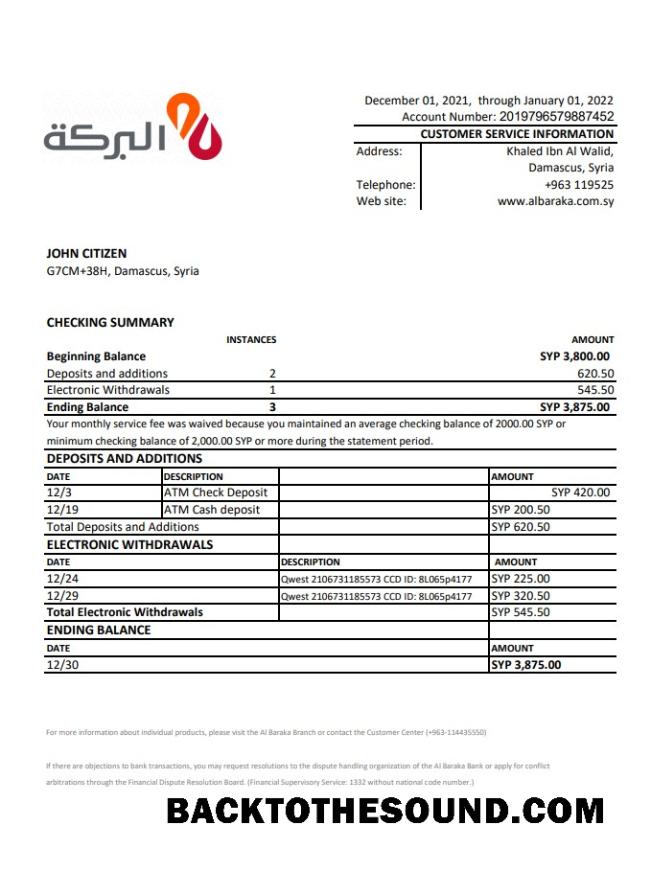 البركة
December 01, 2021, through January 01, 2022
Account Number: 2019796579887452
CUSTOMER SERVICE INFORMATION
Address: Khaled Ibn Al Walid,
Damascus, Syria
Telephone: +963 119525
Web site: www.albaraka.com.sy
JOHN CITIZEN
G7CM+38H, Damascus, Syria
CHECKING SUMMARY
INSTANCES AMOUNT
Beginning Balance SYP 3,800.00
Deposits and additions 2 620.50
Electronic Withdrawals 1 545.50
Ending Balance 3 SYP 3,875.00
Your monthly service fee was waived because you maintained an average checking balance of 2000.00 SYP or
minimum checking balance of 2,000.00 SYP or more during the statement period.
DEPOSITS AND ADDITIONS
DATE DESCRIPTION AMOUNT
12/3 ATM Check Deposit SYP 420.00
12/19 ATM Cash deposit SYP 200.50
Total Deposits and Additions SYP 620.50
ELECTRONIC WITHDRAWALS
DATE DESCRIPTION AMOUNT
12/24 Qwest 2106731185573 CCD ID: 8L065p4177 SYP 225.00
12/29 Qwest 2106731185573 CCD ID: 8L065p4177 SYP 320.50
Total Electronic Withdrawals SYP 545.50
ENDING BALANCE
DATE AMOUNT
12/30 SYP 3,875.00
For more information about individual products, please visit the Al Baraka Branch or contact the Customer Center (+963-114435550)
If there are objections to bank transactions, you may request resolutions to the dispute handling organization of the Al Baraka Bank or apply for conflict
arbitrations through the Financial Dispute Resolution Board. (Financial Supervisory Service: 1332 without national code number.)
BACKTOTHESOUND.COM